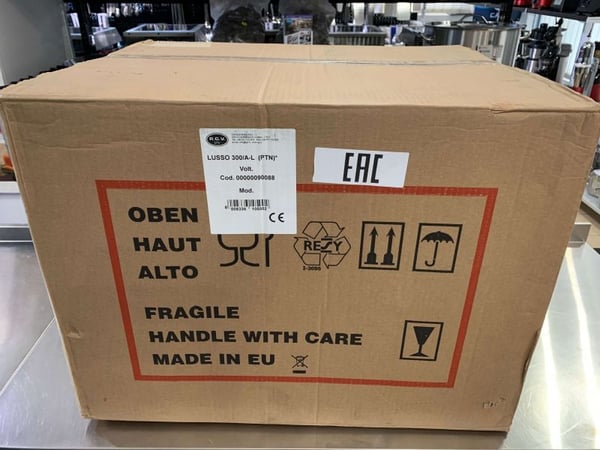 R.G.V.
LUSSO 300/A-L (PTN)*
Volt.
Cod. 00000090088
Mod.
CE
EAC
OBEN
HAUT
ALTO
RESY
FRAGILE
HANDLE WITH CARE
MADE IN EU